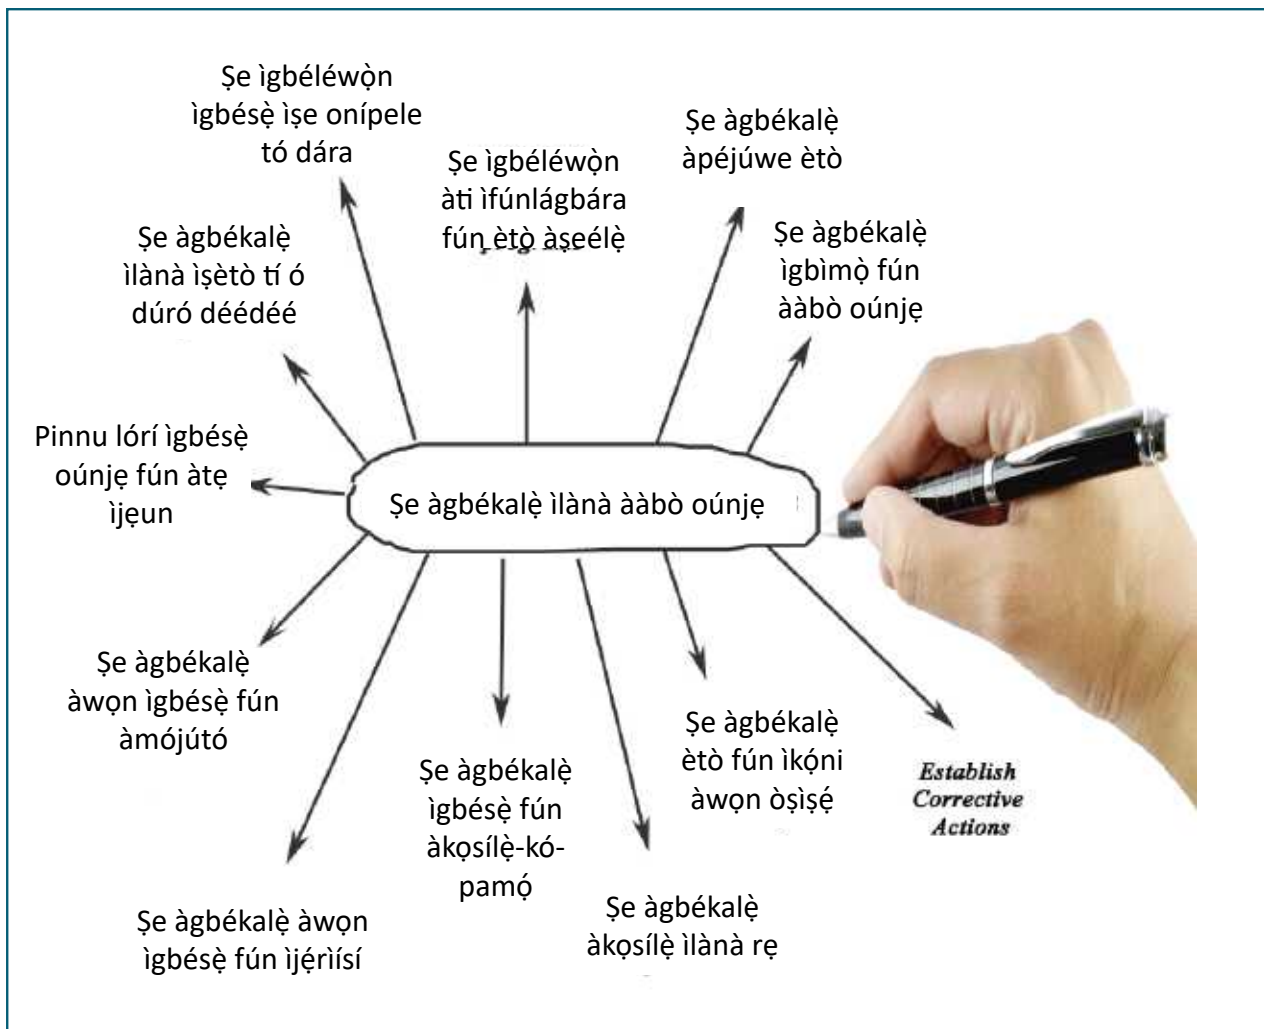 Ṣe ìgbéléwọ̀n
ìgbésẹ̀ ìṣe onípele
tó dára
Ṣe ìgbéléwọ̀n
àti ìfúnlágbára
fún ètò àṣeélẹ̀
Ṣe àgbékalẹ̀
àpéjúwe ètò
Ṣe àgbékalẹ̀
ìlànà ìṣètò tí ó
dúró déédéé
Ṣe àgbékalẹ̀
ìgbìmọ̀ fún
ààbò oúnjẹ
Pinnu lórí ìgbésẹ̀
oúnjẹ fún àtẹ
ìjẹun
Ṣe àgbékalẹ̀ ìlànà ààbò oúnjẹ
Ṣe àgbékalẹ̀
àwọn ìgbésẹ̀ fún
àmójútó
Ṣe àgbékalẹ̀ àwọn
ìgbésẹ̀ fún ìjẹ́rìísí
Ṣe àgbékalẹ̀
ìgbésẹ̀ fún
àkọsílẹ̀-kó-
pamọ́
Ṣe àgbékalẹ̀
àkọsílẹ̀ ìlànà rẹ
Ṣe àgbékalẹ̀
ètò fún ìkọ́ni
àwọn òṣìṣẹ́
Establish
Corrective
Actions